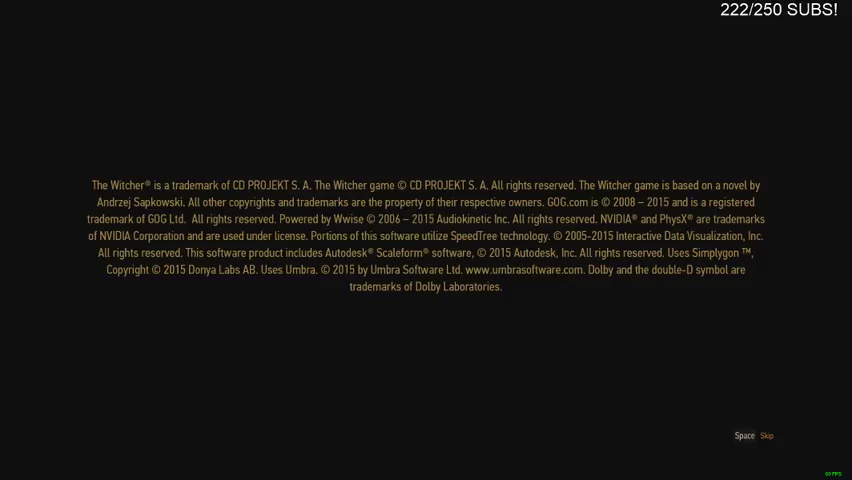 222/250 SUBS!
The Witcher® is a trademark of CD PROJEKT S. A. The Witcher game © CD PROJEKT S. A. All rights reserved. The Witcher game is based on a novel by
Andrzej Sapkowski. All other copyrights and trademarks are the property of their respective owners. GOG.com is © 2008 – 2015 and is a registered
trademark of GOG Ltd. All rights reserved. Powered by Wwise © 2006 – 2015 Audiokinetic Inc. All rights reserved. NVIDIA® and PhysX® are trademarks
of NVIDIA Corporation and are used under license. Portions of this software utilize SpeedTree technology. © 2005-2015 Interactive Data Visualization, Inc.
All rights reserved. This software product includes Autodesk® Scaleform® software, © 2015 Autodesk, Inc. All rights reserved. Uses Simplygon ™,
Copyright © 2015 Donya Labs AB. Uses Umbra. © 2015 by Umbra Software Ltd. www.umbrasoftware.com. Dolby and the double-D symbol are
trademarks of Dolby Laboratories.
Space Skip
60 FPS